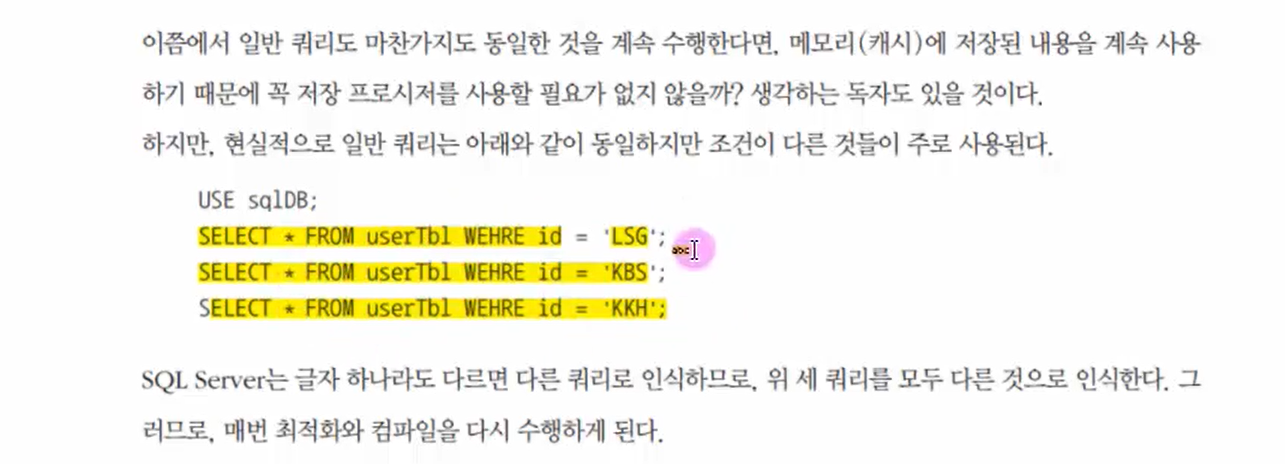 이쯤에서 일반 쿼리도 마찬가지도 동일한 것을 계속 수행한다면, 메모리(캐시)에 저장된 내용을 계속 사용
하기 때문에 꼭 저장 프로시저를 사용할 필요가 없지 않을까? 생각하는 독자도 있을 것이다.
하지만, 현실적으로 일반 쿼리는 아래와 같이 동일하지만 조건이 다른 것들이 주로 사용된다.
USE sqlDB;
SELECT * FROM userTbl WEHRE id = 'LSG';
SELECT * FROM userTbl WEHRE id = 'KBS';
SELECT * FROM userTbl WEHRE id = 'KKH';
abc
SQL Server는 글자 하나라도 다르면 다른 쿼리로 인식하므로, 위 세 쿼리를 모두 다른 것으로 인식한다. 그
러므로, 매번 최적화와 컴파일을 다시 수행하게 된다.